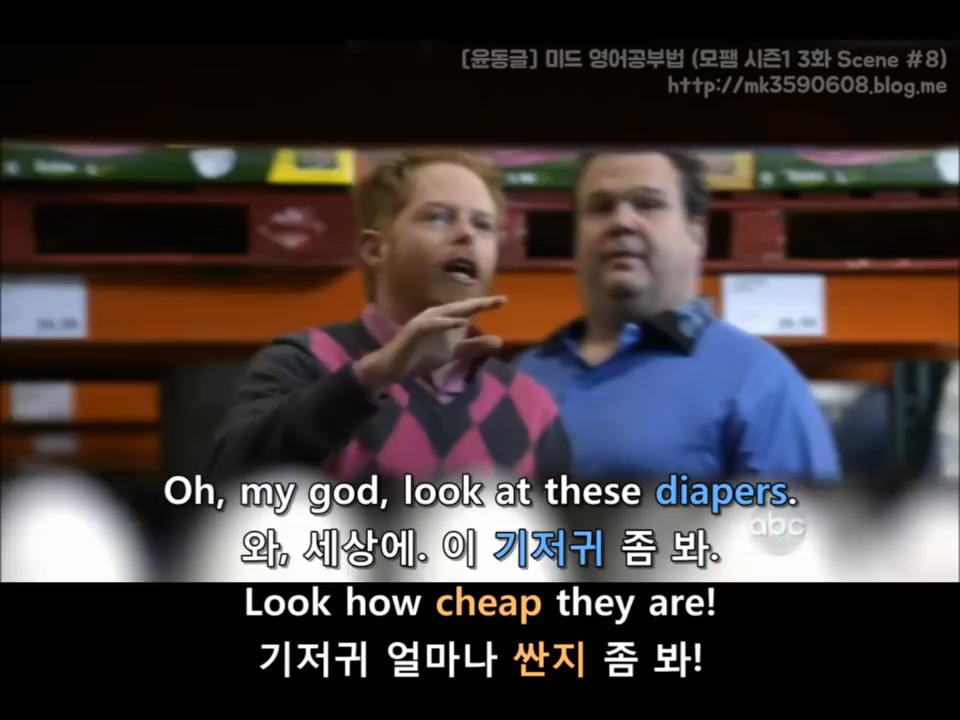 [윤동글] 미드 영어공부법 (모팸 시즌1 3화 Scene #8)
http://mk3590608.blog.me
Oh, my god, look at these diapers.
와, 세상에. 이 기저귀 좀 봐.
abc
Look how cheap they are!
기저귀 얼마나 싼지 좀 봐!